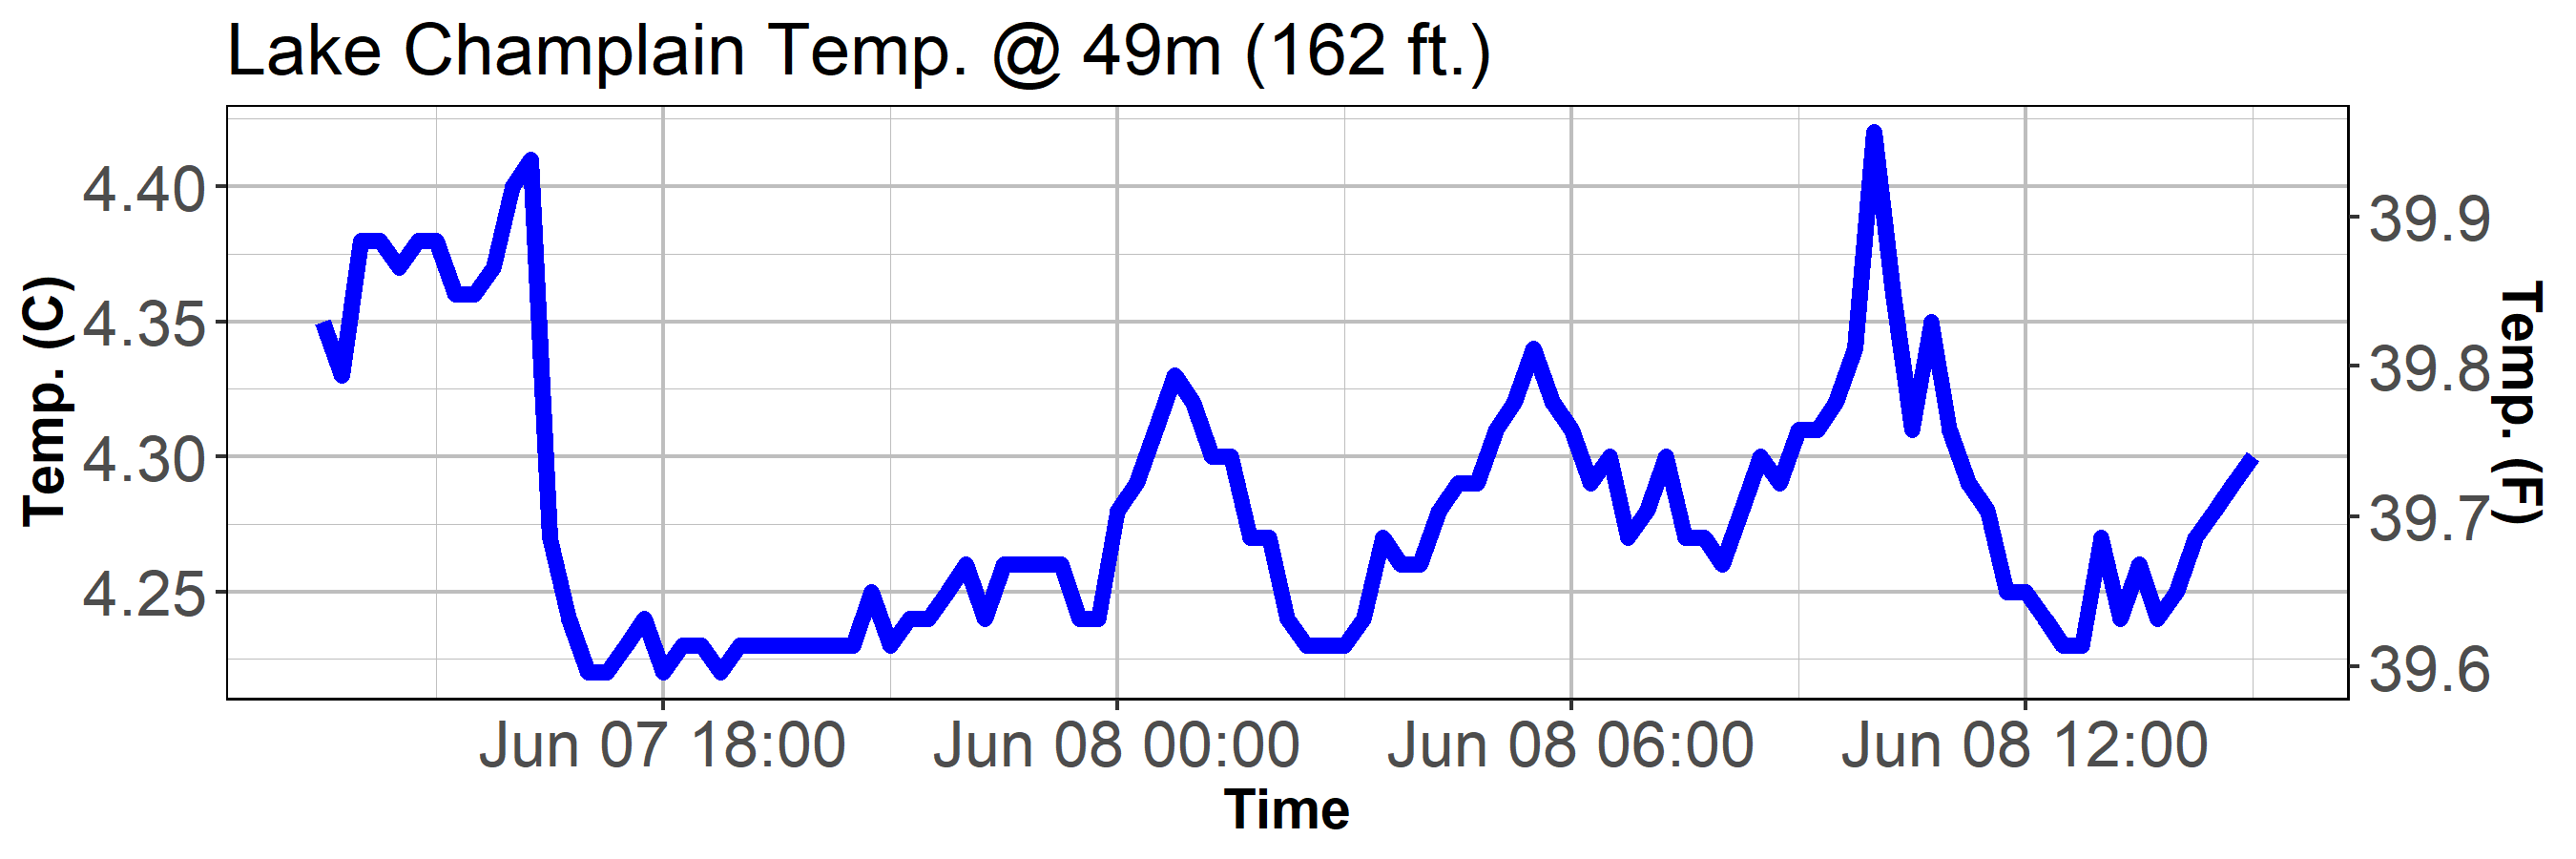 Lake Champlain Temp. @ 49m (162 ft.)
Temp. (C)
4.40
4.35
4.30
4.25
39.9
39.8
39.7
39.6
Temp. (F)
Jun 07 18:00 Jun 08 00:00 Jun 08 06:00 Jun 08 12:00
Time